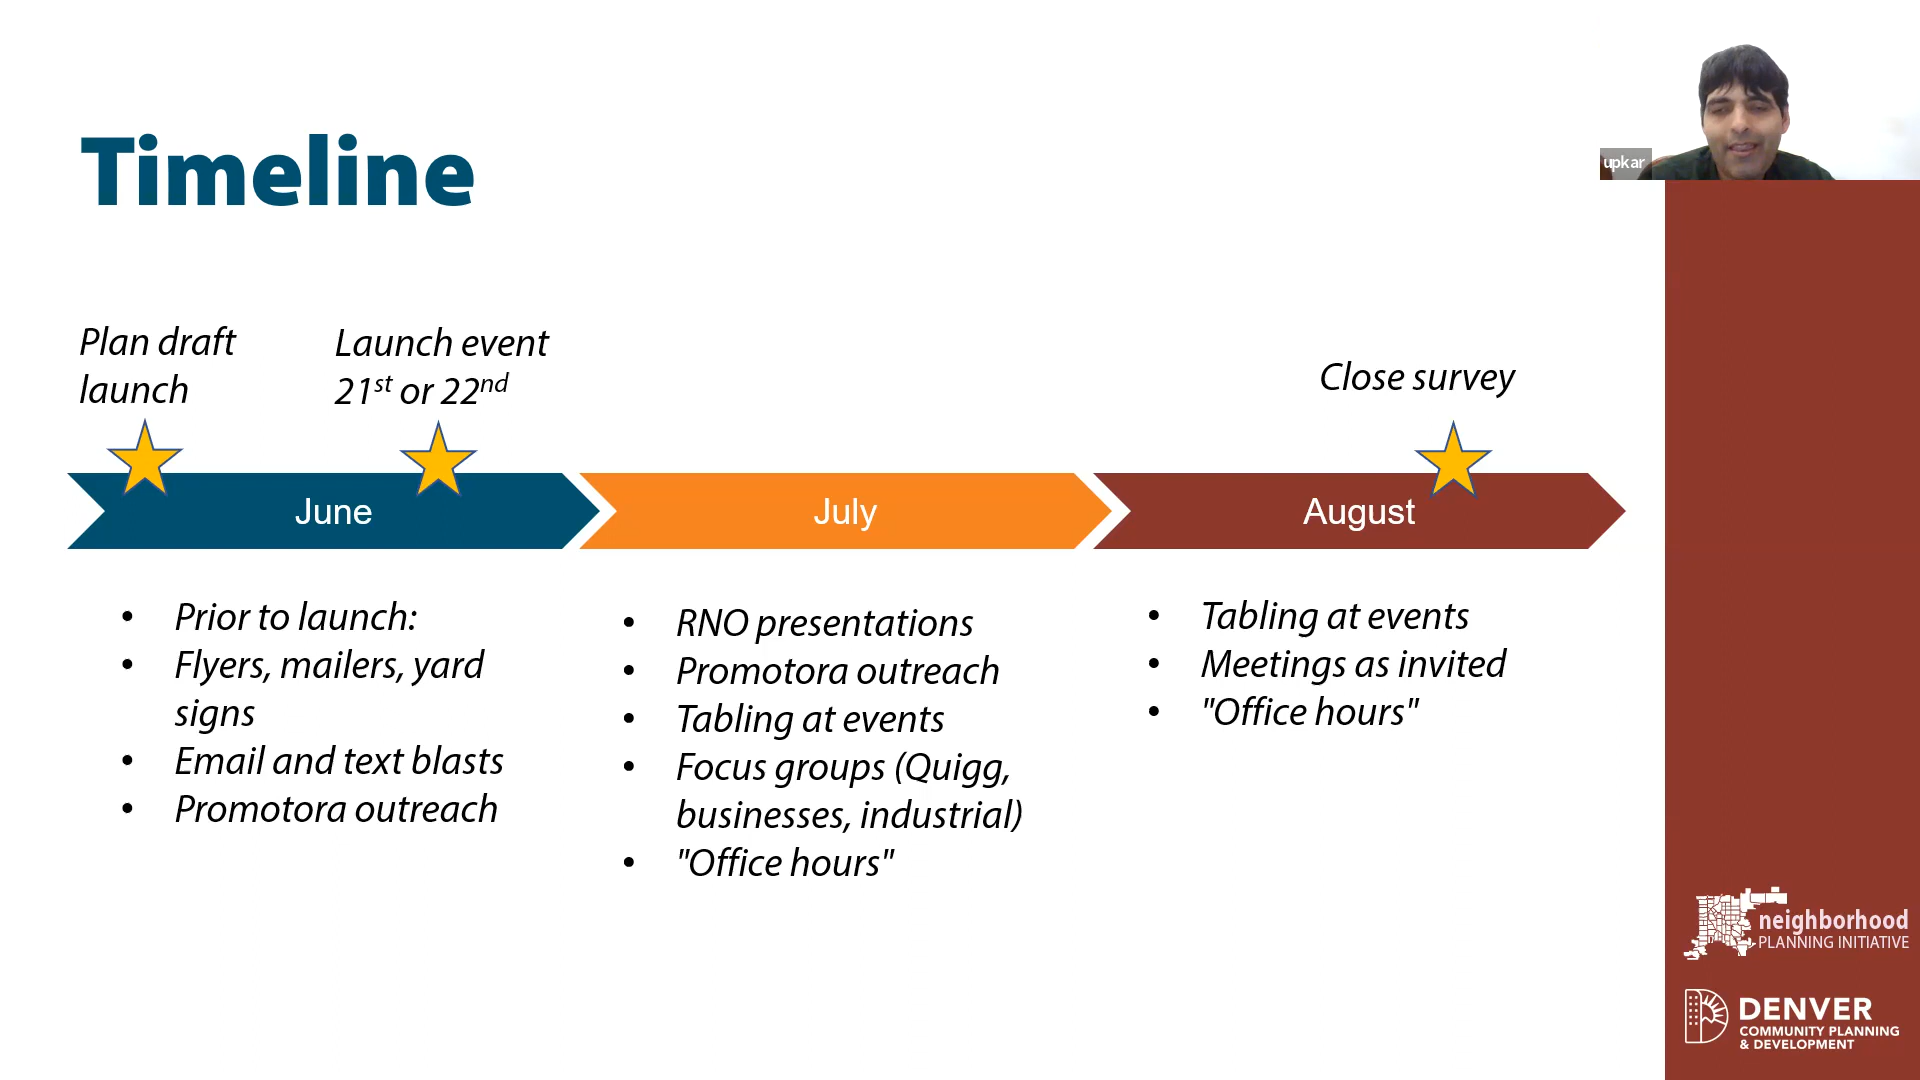 Timeline
upkar
Plan draft
launch
Launch event
21st or 22nd
Close survey
June
July
August
• Prior to launch:
• Flyers, mailers, yard
signs
• Email and text blasts
• Promotora outreach
• RNO presentations
• Promotora outreach
• Tabling at events
• Focus groups (Quigg,
businesses, industrial)
• "Office hours"
• Tabling at events
• Meetings as invited
• "Office hours"
neighborhood
PLANNING INITIATIVE
DENVER
COMMUNITY PLANNING
& DEVELOPMENT